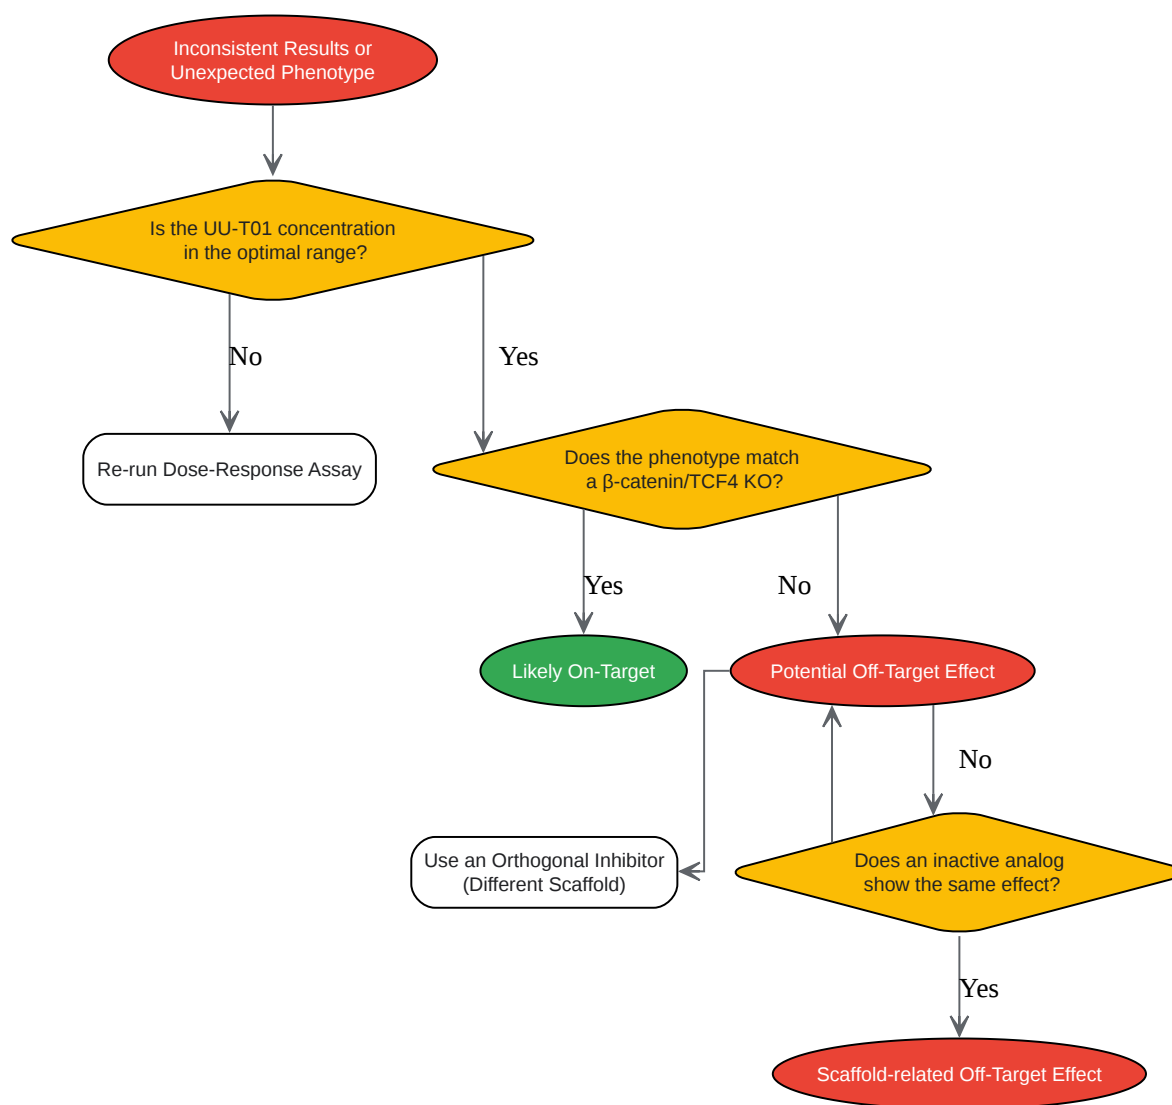 Inconsistent Results or
Unexpected Phenotype
Is the UU-T01 concentration
in the optimal range?
No
Yes
Re-run Dose-Response Assay
Does the phenotype match
a β-catenin/TCF4 KO?
Yes
No
Likely On-Target
Potential Off-Target Effect
No
Use an Orthogonal Inhibitor
(Different Scaffold)
Does an inactive analog
show the same effect?
Yes
Scaffold-related Off-Target Effect